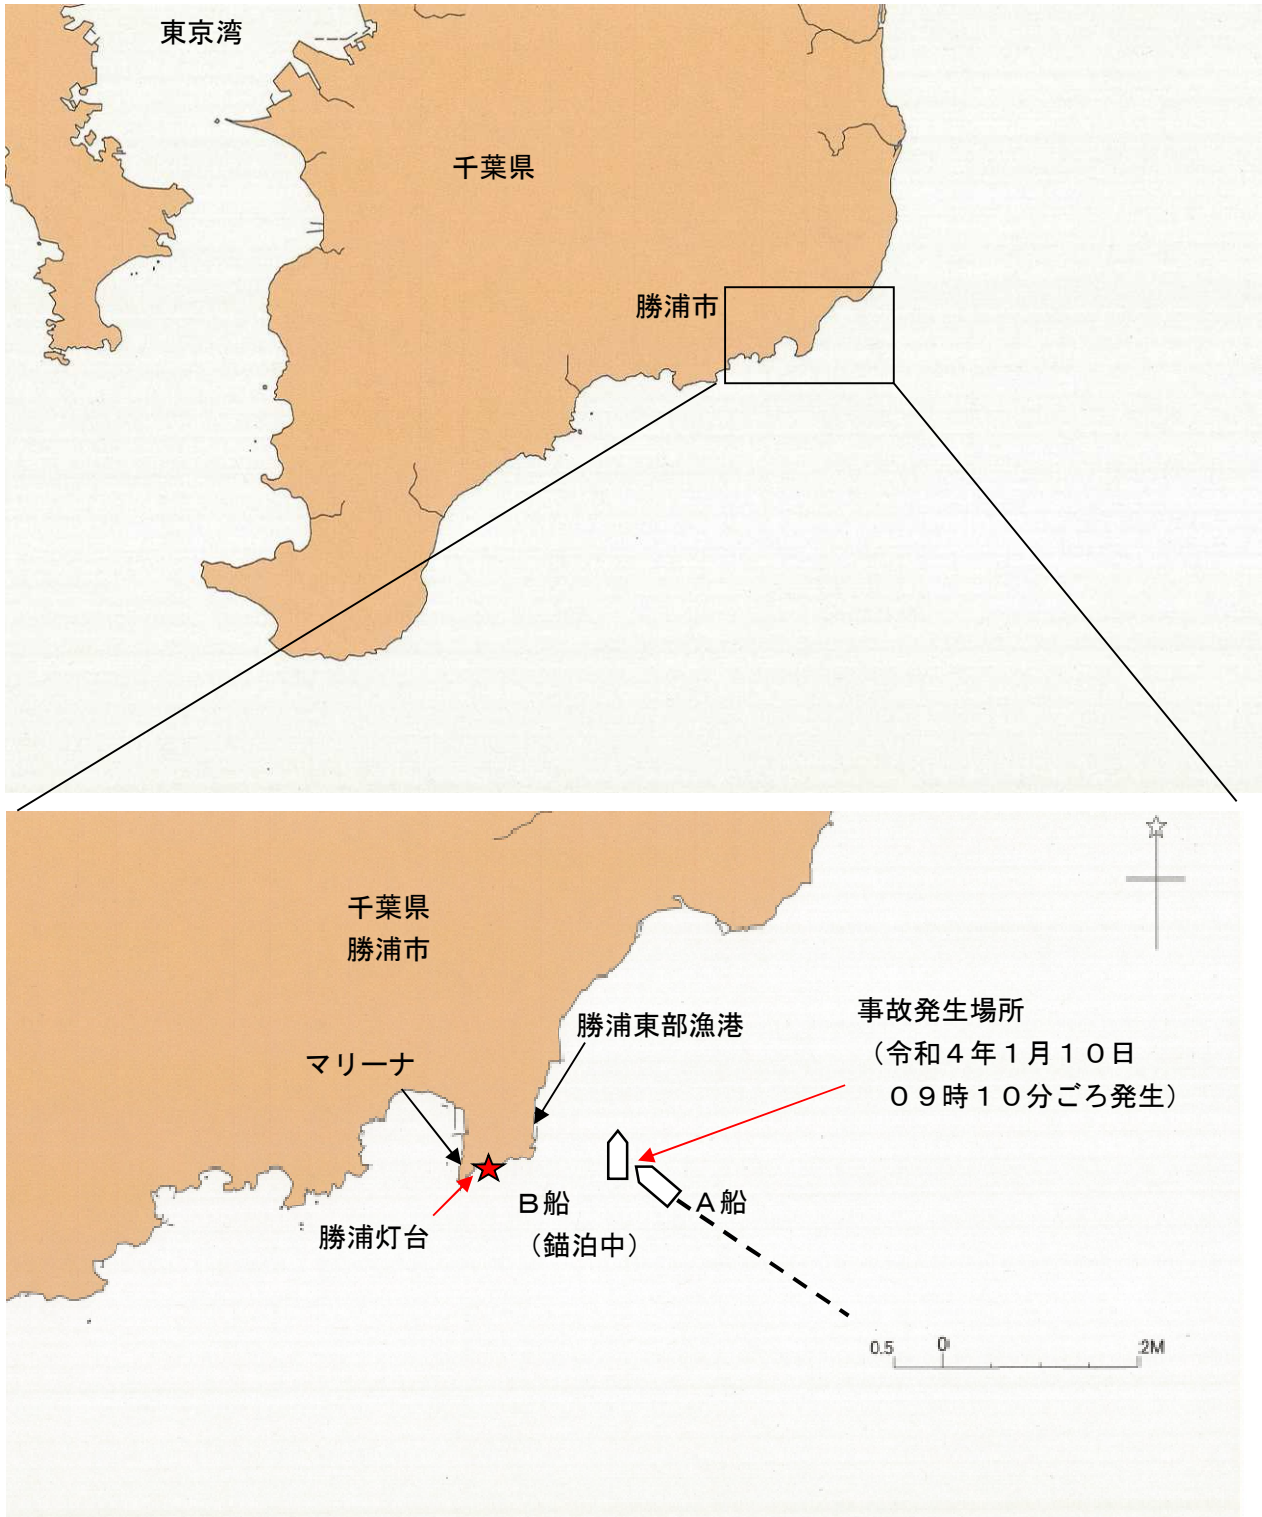 東京湾
千葉県
勝浦市
千葉県
勝浦市
事故発生場所
（令和４年１月１０日
０９時１０分ごろ発生）
勝浦東部漁港
マリーナ
Ｂ船
（錨泊中）
Ａ船
勝浦灯台
0.5 0 2M